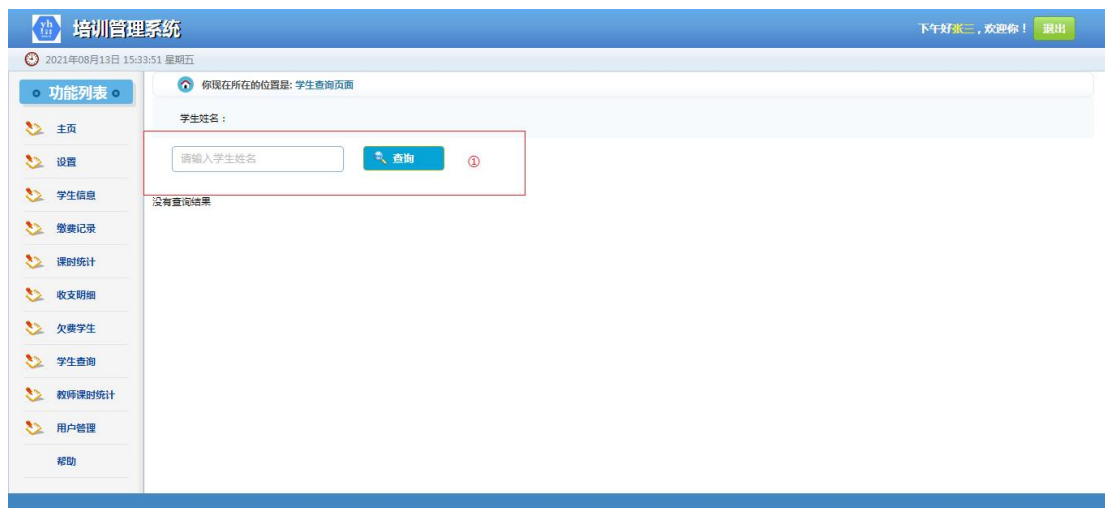 培训管理系统
下午好张三，欢迎你！ 退出
2021年08月13日 15:33:51 星期五
功能列表
你现在所在的位置是: 学生查询页面
学生姓名：
请输入学生姓名 查询 ①
没有查询结果
主页
设置
学生信息
缴费记录
课时统计
收支明细
欠费学生
学生查询
教师课时统计
用户管理
帮助